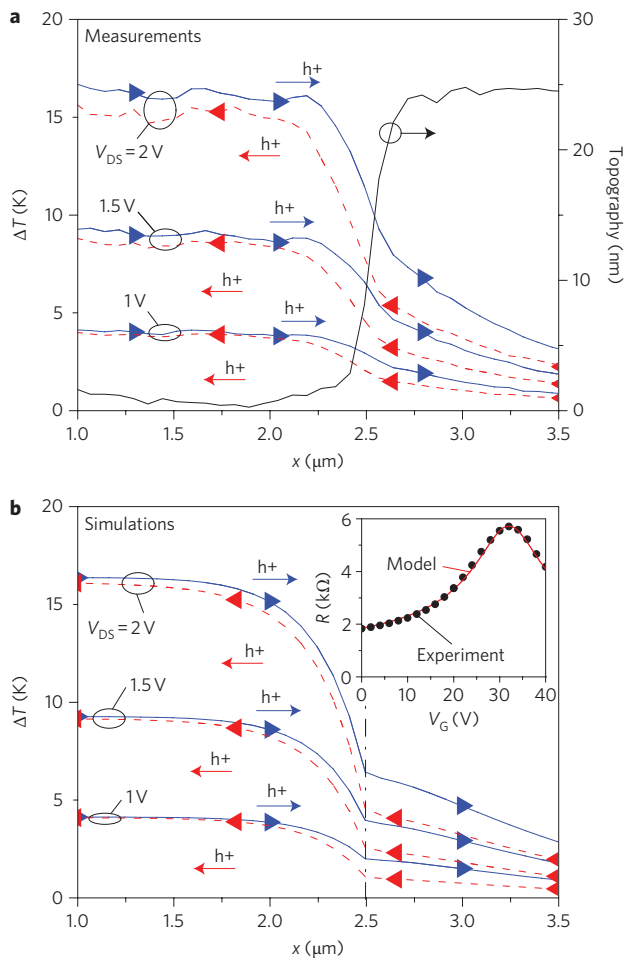 a
Measurements
20
15
10
5
0
ΔT (K)
30
20
10
0
Topography (nm)
h+
h+
V_DS = 2 V
h+
1.5 V
h+
h+
1 V
h+
1.0
1.5
2.0
2.5
3.0
3.5
x (μm)
b
Simulations
20
15
10
5
0
ΔT (K)
h+
V_DS = 2 V
h+
1.5 V
h+
h+
1 V
h+
h+
6
4
2
0
R (kΩ)
Model
Experiment
0
10
20
30
40
V_G (V)
1.0
1.5
2.0
2.5
3.0
3.5
x (μm)